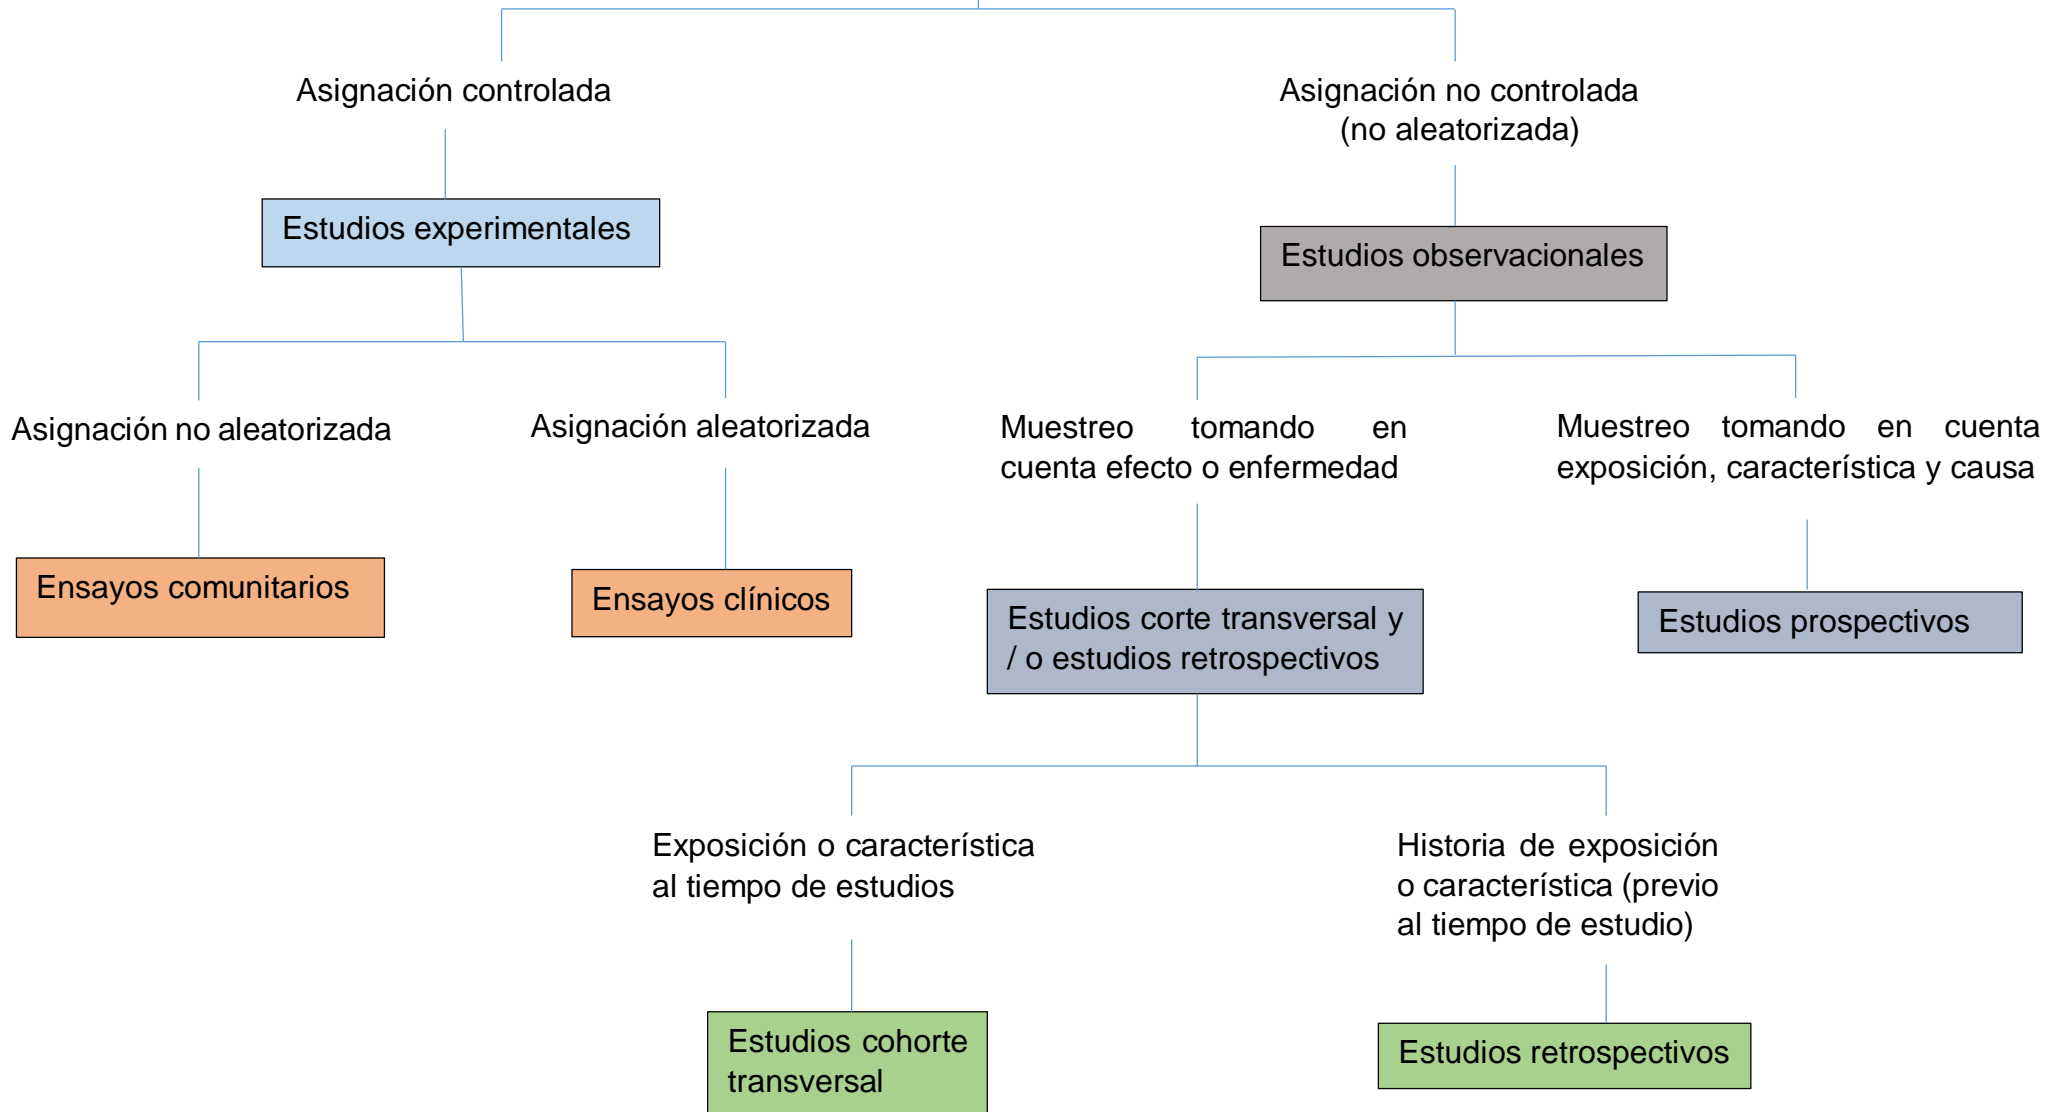 Asignación controlada
Asignación no controlada
(no aleatorizada)
Estudios experimentales
Estudios observacionales
Asignación no aleatorizada
Asignación aleatorizada
Muestreo tomando en
cuenta efecto o enfermedad
Muestreo tomando en cuenta
exposición, característica y causa
Ensayos comunitarios
Ensayos clínicos
Estudios corte transversal y
/ o estudios retrospectivos
Estudios prospectivos
Exposición o característica
al tiempo de estudios
Historia de exposición
o característica (previo
al tiempo de estudio)
Estudios cohorte
transversal
Estudios retrospectivos